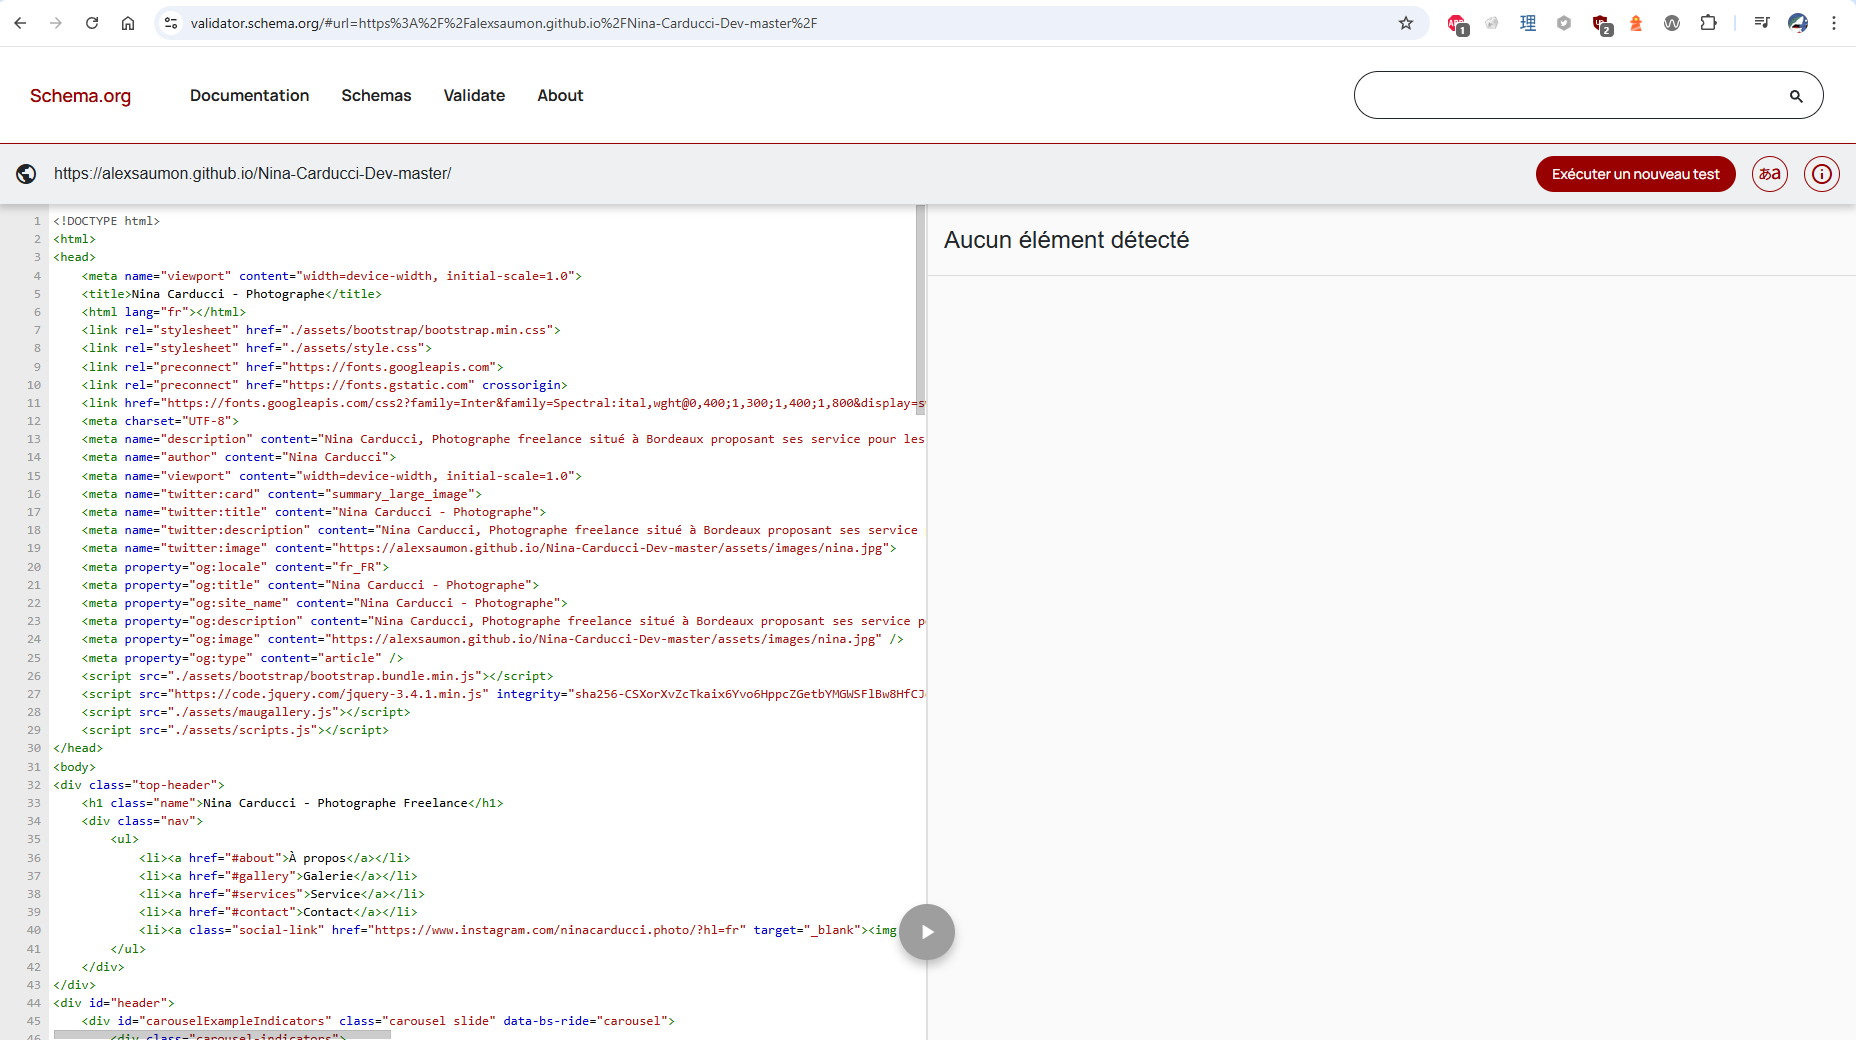 validator.schema.org/#url=https%3A%2F%2Falexsaumon.github.io%2FNina-Carducci-Dev-master%2F
1
2
Schema.org
Documentation
Schemas
Validate
About
https://alexsaumon.github.io/Nina-Carducci-Dev-master/
Exécuter un nouveau test
あa
1 <!DOCTYPE html>
2 <html>
3 <head>
4 <meta name="viewport" content="width=device-width, initial-scale=1.0">
5 <title>Nina Carducci - Photographe</title>
6 <html lang="fr"></html>
7 <link rel="stylesheet" href="./assets/bootstrap/bootstrap.min.css">
8 <link rel="stylesheet" href="./assets/style.css">
9 <link rel="preconnect" href="https://fonts.googleapis.com">
10 <link rel="preconnect" href="https://fonts.gstatic.com" crossorigin>
11 <link href="https://fonts.googleapis.com/css2?family=Inter&family=Spectral:ital,wght@0,400;1,300;1,400;1,800&display=s
12 <meta charset="UTF-8">
13 <meta name="description" content="Nina Carducci, Photographe freelance situé à Bordeaux proposant ses service pour les
14 <meta name="author" content="Nina Carducci">
15 <meta name="viewport" content="width=device-width, initial-scale=1.0">
16 <meta name="twitter:card" content="summary_large_image">
17 <meta name="twitter:title" content="Nina Carducci - Photographe">
18 <meta name="twitter:description" content="Nina Carducci, Photographe freelance situé à Bordeaux proposant ses service
19 <meta name="twitter:image" content="https://alexsaumon.github.io/Nina-Carducci-Dev-master/assets/images/nina.jpg">
20 <meta property="og:locale" content="fr_FR">
21 <meta property="og:title" content="Nina Carducci - Photographe">
22 <meta property="og:site_name" content="Nina Carducci - Photographe">
23 <meta property="og:description" content="Nina Carducci, Photographe freelance situé à Bordeaux proposant ses service p
24 <meta property="og:image" content="https://alexsaumon.github.io/Nina-Carducci-Dev-master/assets/images/nina.jpg" />
25 <meta property="og:type" content="article" />
26 <script src="./assets/bootstrap/bootstrap.bundle.min.js"></script>
27 <script src="https://code.jquery.com/jquery-3.4.1.min.js" integrity="sha256-CSXorXvZcTkaix6Yvo6HppcZGetbYMGWSFlBw8HfCJ
28 <script src="./assets/maugallery.js"></script>
29 <script src="./assets/scripts.js"></script>
30 </head>
31 <body>
32 <div class="top-header">
33 <h1 class="name">Nina Carducci - Photographe Freelance</h1>
34 <div class="nav">
35 <ul>
36 <li><a href="#about">À propos</a></li>
37 <li><a href="#gallery">Galerie</a></li>
38 <li><a href="#services">Service</a></li>
39 <li><a href="#contact">Contact</a></li>
40 <li><a class="social-link" href="https://www.instagram.com/ninacarducci.photo/?hl=fr" target="_blank"><img
41 </ul>
42 </div>
43 </div>
44 <div id="header">
45 <div id="carouselExampleIndicators" class="carousel slide" data-bs-ride="carousel">
46 <div class="carousel-indicators">
Aucun élément détecté